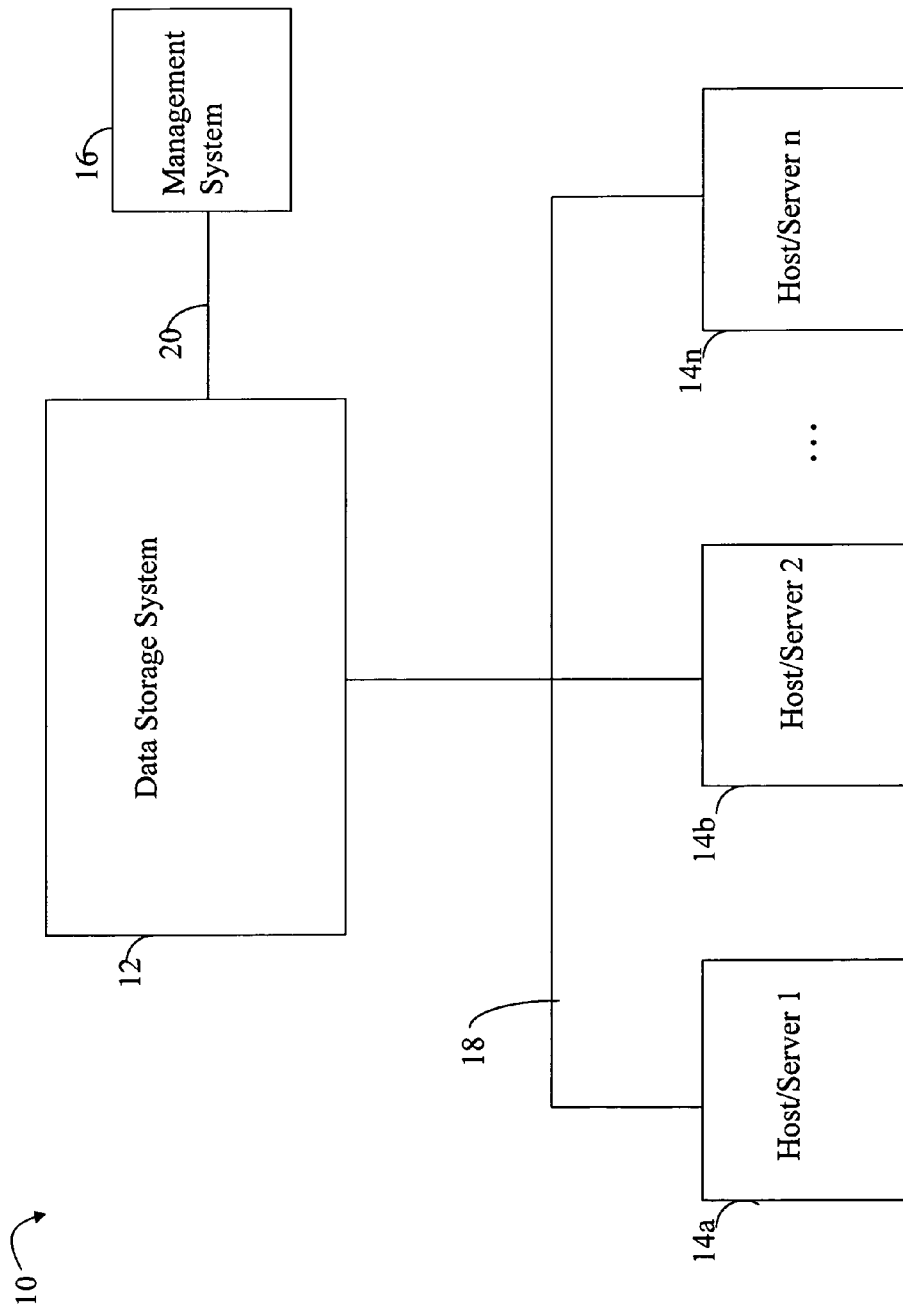 10
12
Data Storage System
20
16
Management
System
18
14a
Host/Server 1
14b
Host/Server 2
...
14n
Host/Server n